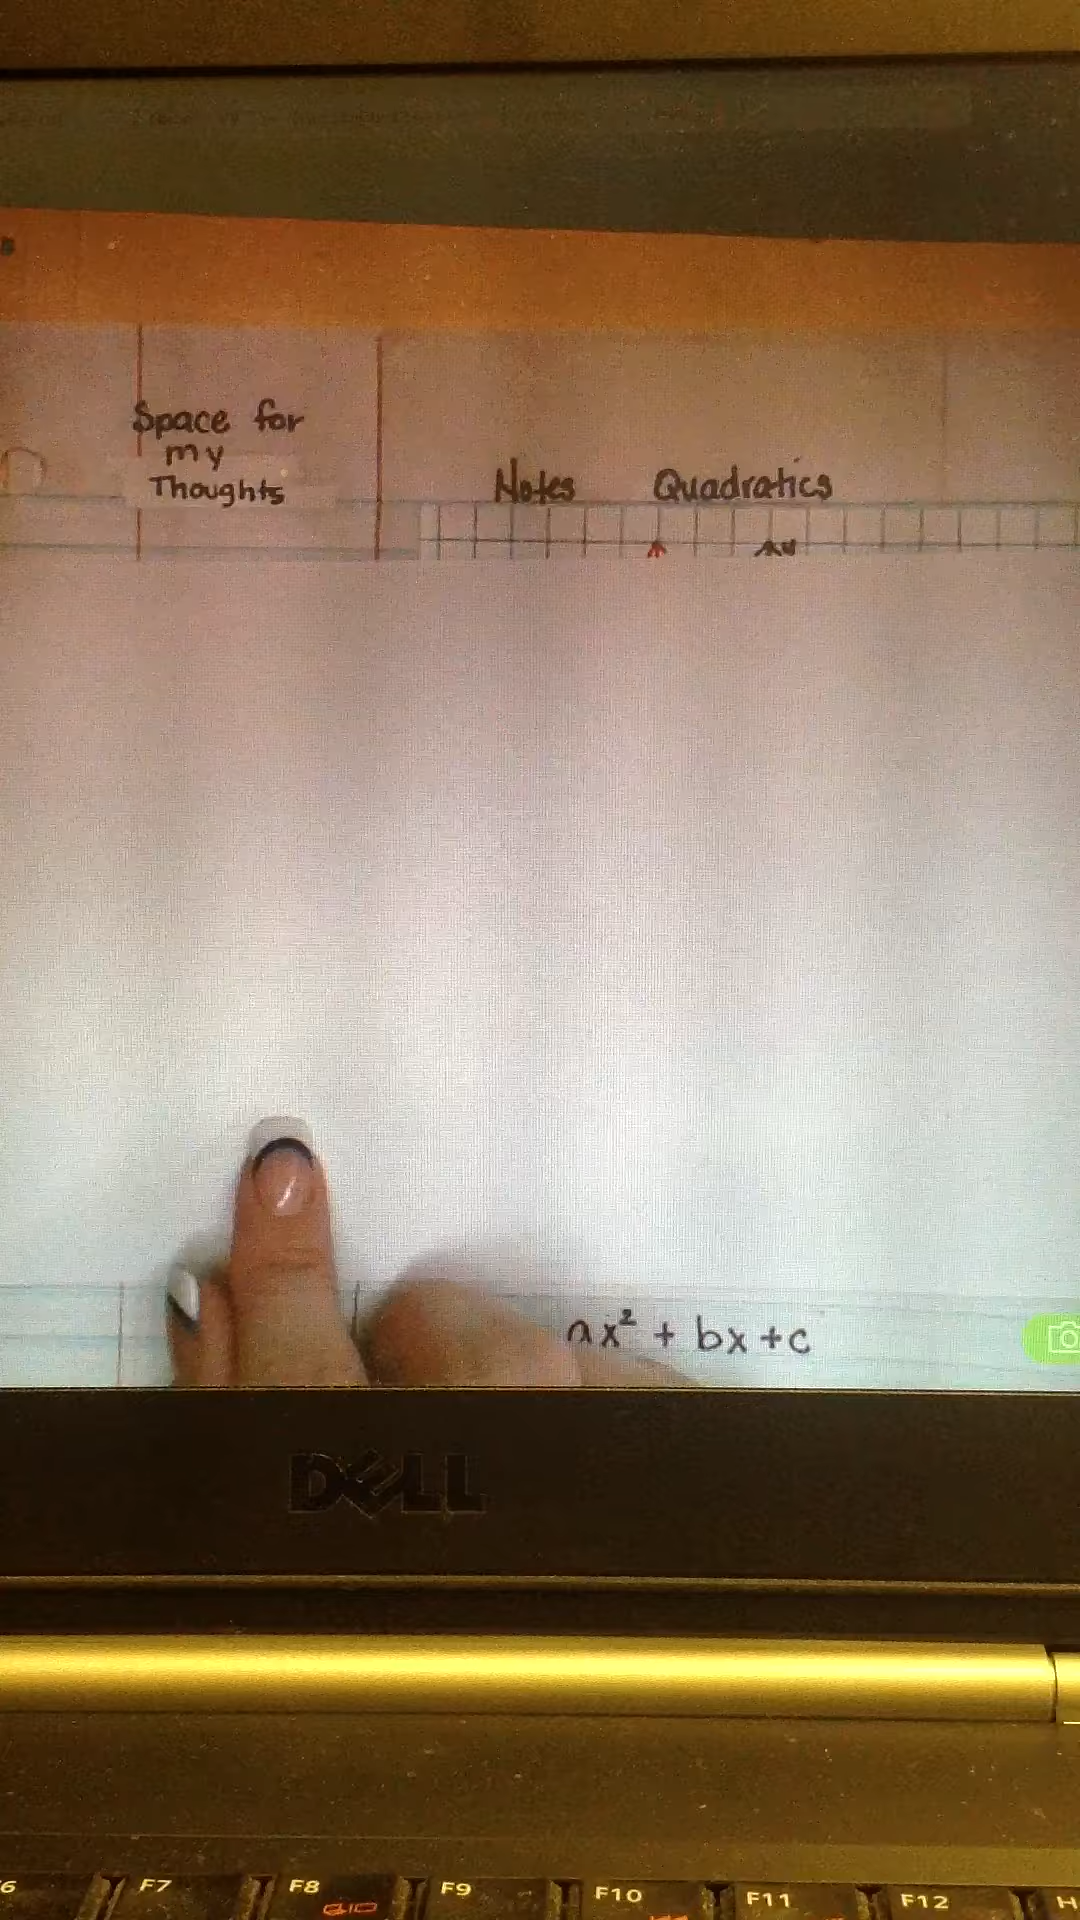 Space for
my
Thoughts
Notes Quadratics
ax² + bx + c
DELL
F7 F8 F9 F10 F11 F12